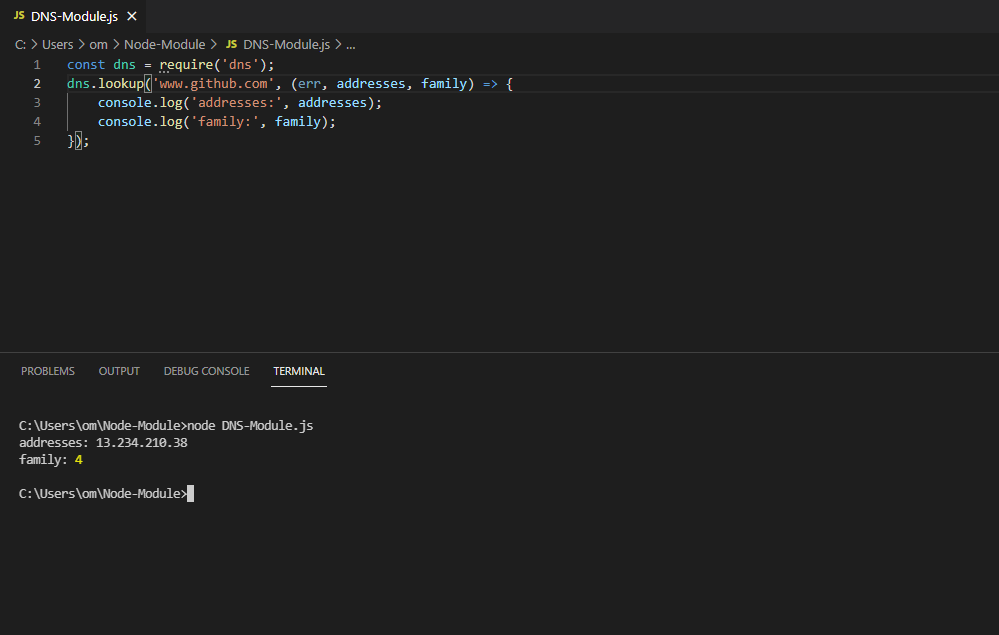 JS DNS-Module.js ×
C: > Users > om > Node-Module > JS DNS-Module.js > ...
1 const dns = require('dns');
2 dns.lookup('www.github.com', (err, addresses, family) => {
3     console.log('addresses:', addresses);
4     console.log('family:', family);
5 });
PROBLEMS OUTPUT DEBUG CONSOLE TERMINAL
C:\Users\om\Node-Module>node DNS-Module.js
addresses: 13.234.210.38
family: 4
C:\Users\om\Node-Module>